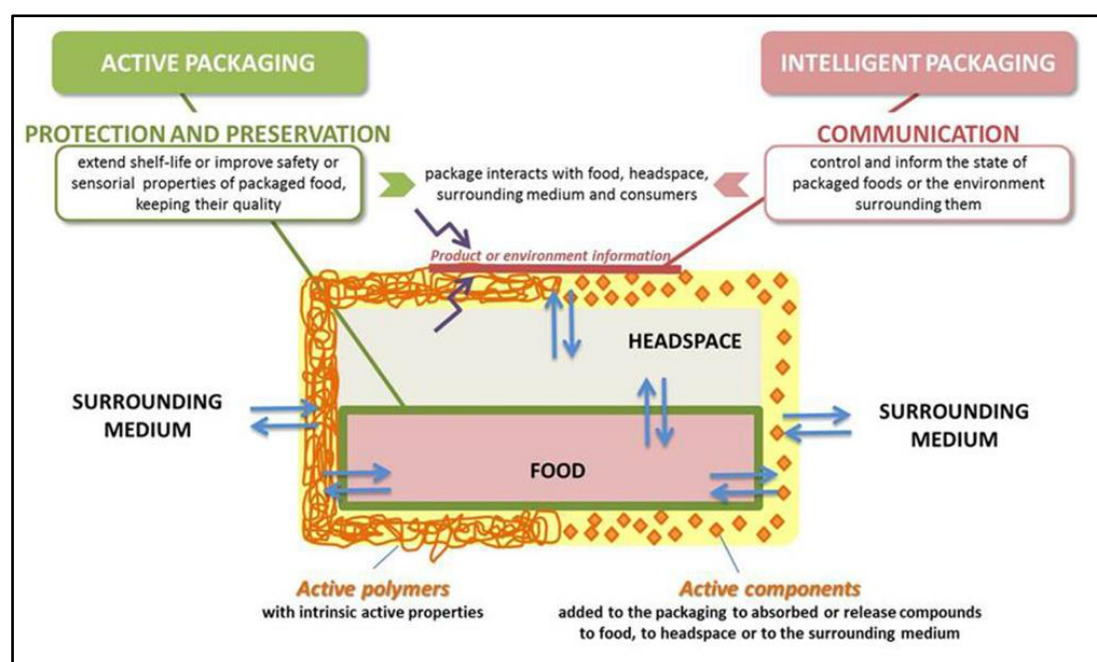 ACTIVE PACKAGING
INTELLIGENT PACKAGING
PROTECTION AND PRESERVATION
extend shelf-life or improve safety or
sensorial properties of packaged food,
keeping their quality
package interacts with food, headspace,
surrounding medium and consumers
COMMUNICATION
control and inform the state of
packaged foods or the environment
surrounding them
Product or environment information
HEADSPACE
SURROUNDING
MEDIUM
FOOD
SURROUNDING
MEDIUM
Active polymers
with intrinsic active properties
Active components
added to the packaging to absorbed or release compounds
to food, to headspace or to the surrounding medium